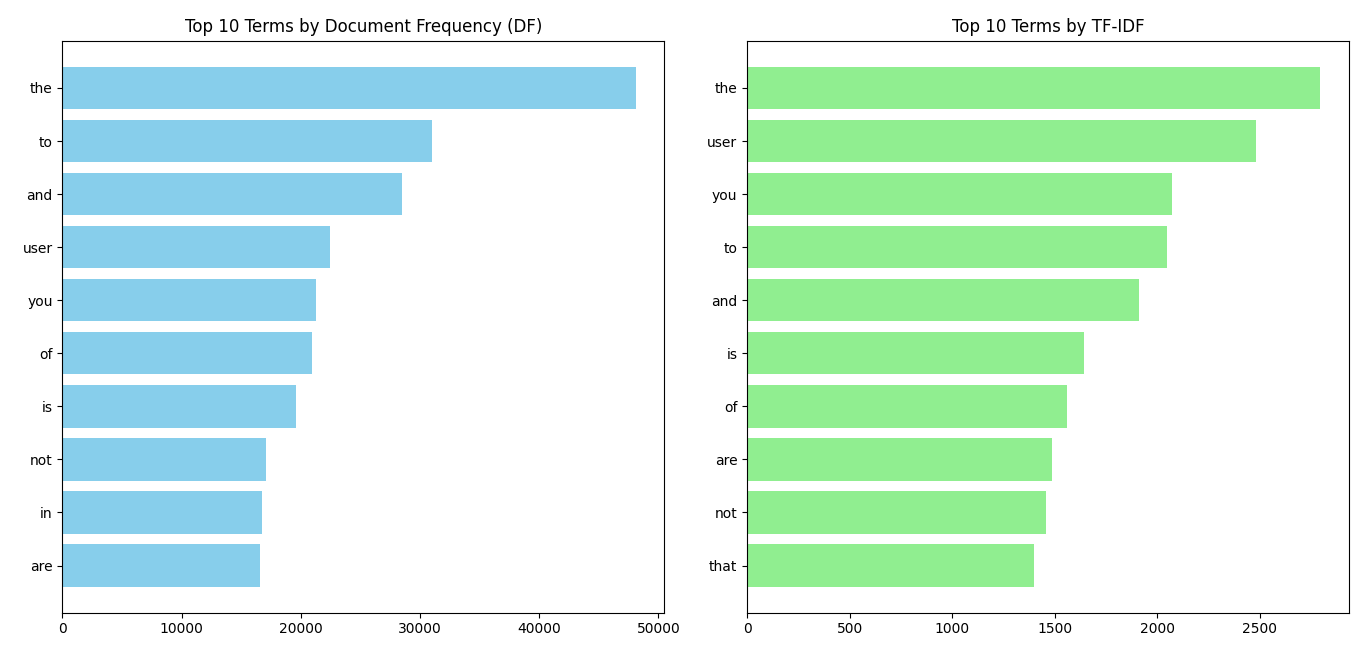 Top 10 Terms by Document Frequency (DF)
the
to
and
user
you
of
is
not
in
are
0 10000 20000 30000 40000 50000
Top 10 Terms by TF-IDF
the
user
you
to
and
is
of
are
not
that
0 500 1000 1500 2000 2500